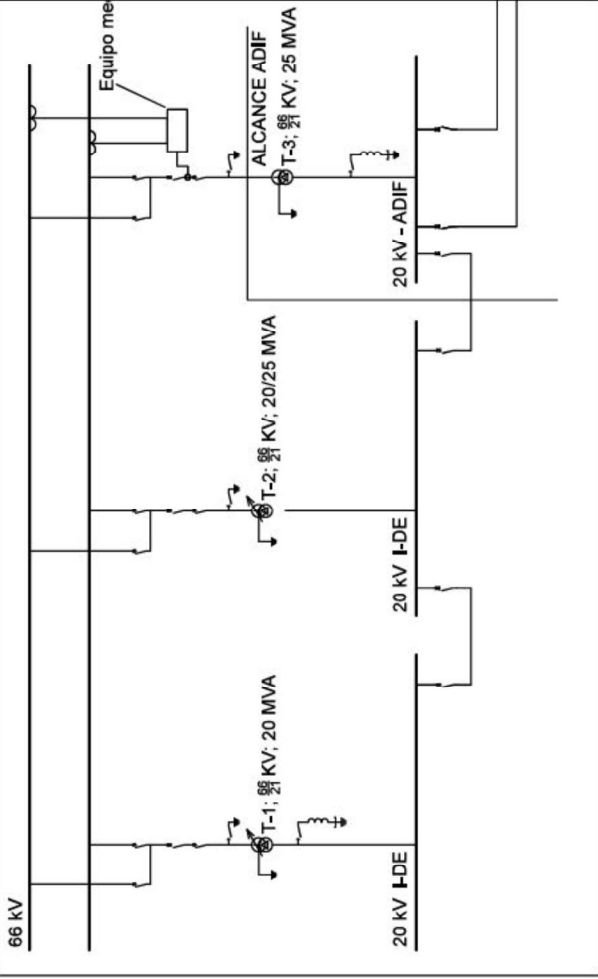 66 kV
Equipo me
ALCANCE ADIF
T-1; 66/21 KV; 20 MVA
T-2; 66/21 KV; 20/25 MVA
T-3; 66/21 KV; 25 MVA
20 kV I-DE
20 kV I-DE
20 kV - ADIF